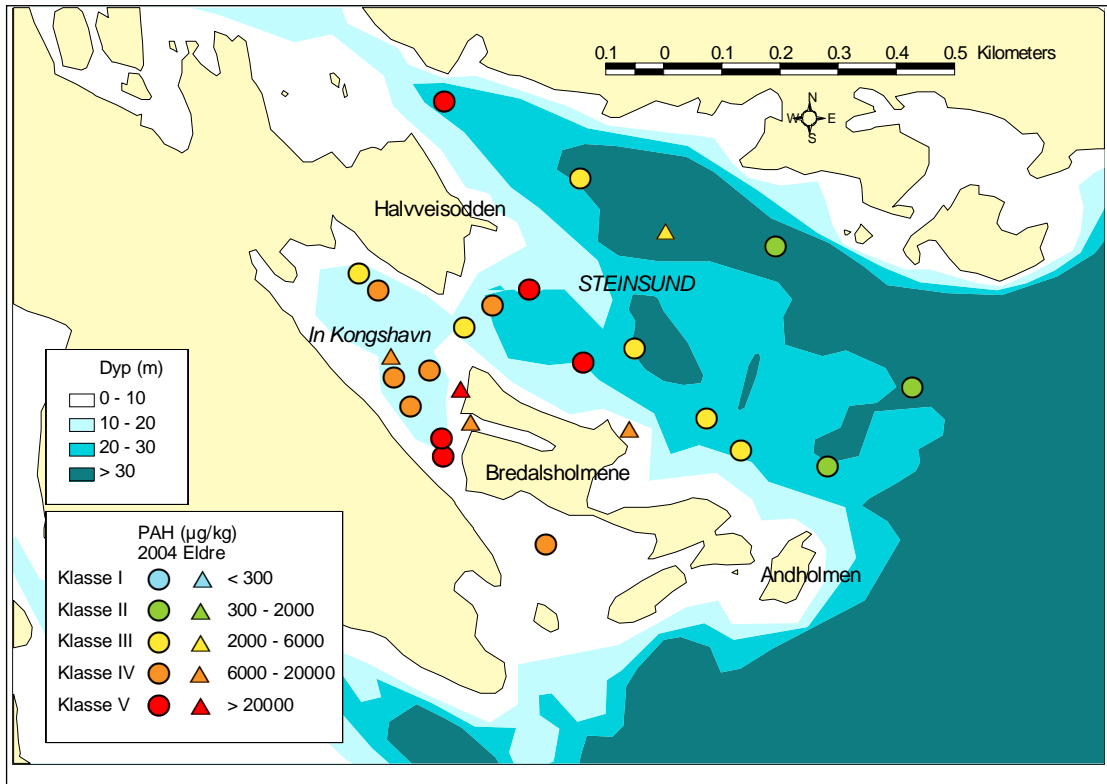 0.1 0 0.1 0.2 0.3 0.4 0.5 Kilometers
N
W E
S
Halvveisodden
STEINSUND
In Kongshavn
Bredalsholmene
Andholmen
Dyp (m)
0 - 10
10 - 20
20 - 30
> 30
PAH (µg/kg)
2004 Eldre
Klasse I < 300
Klasse II 300 - 2000
Klasse III 2000 - 6000
Klasse IV 6000 - 20000
Klasse V > 20000